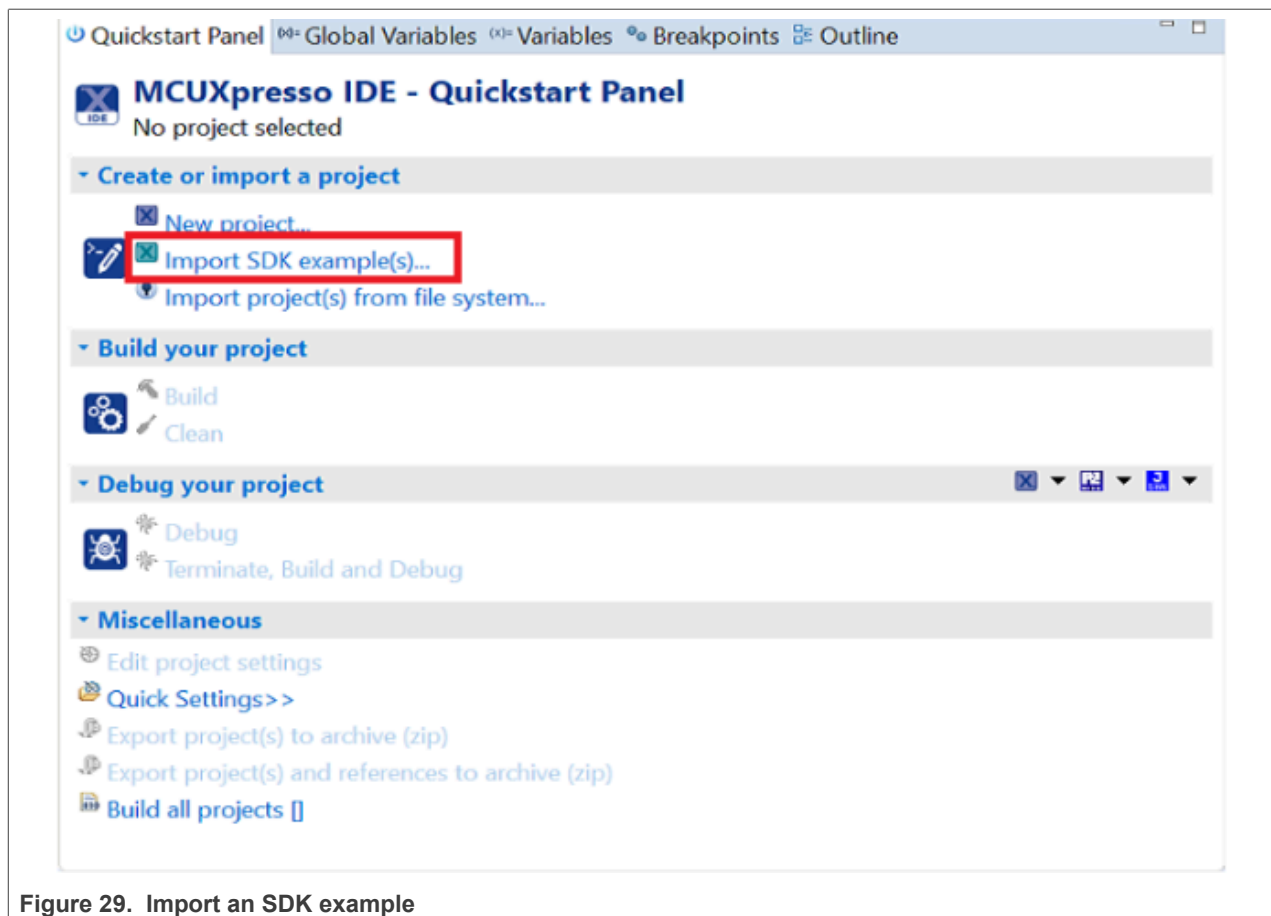 Quickstart Panel (x)= Global Variables (x)= Variables Breakpoints Outline
MCUXpresso IDE - Quickstart Panel
IDE
No project selected
Create or import a project
New project...
Import SDK example(s)...
Import project(s) from file system...
Build your project
Build
Clean
Debug your project
Debug
Terminate, Build and Debug
Miscellaneous
Edit project settings
Quick Settings>>
Export project(s) to archive (zip)
Export project(s) and references to archive (zip)
Build all projects []
Figure 29. Import an SDK example